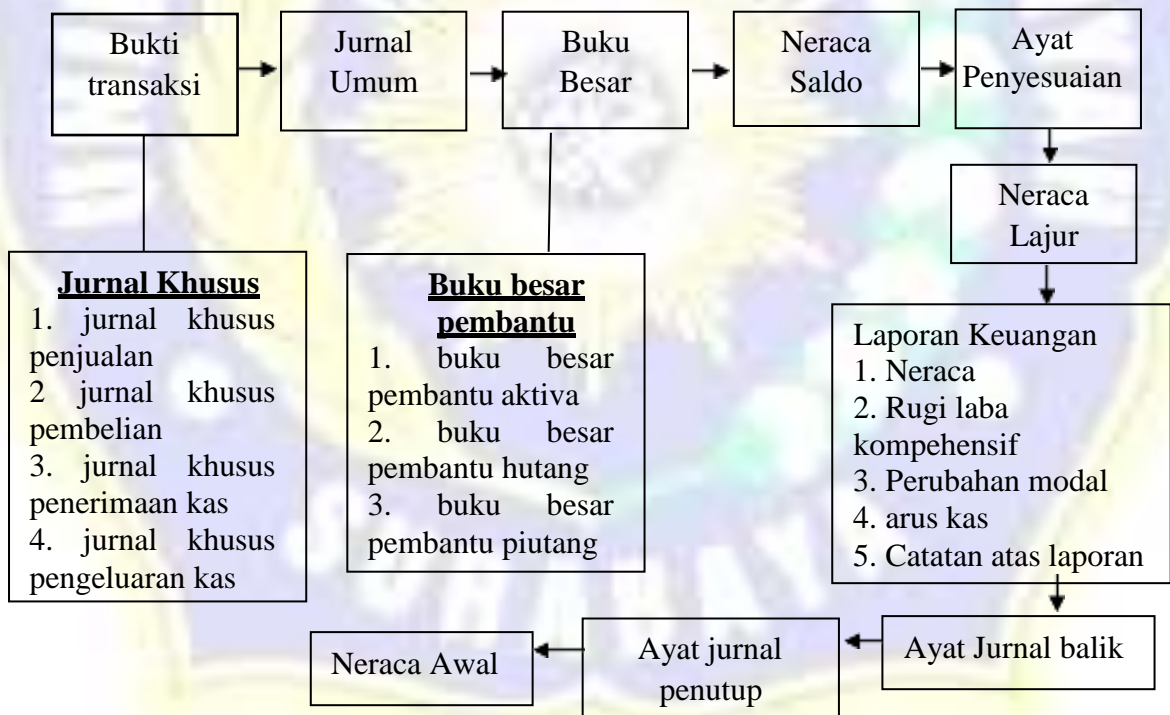 Bukti
transaksi
Jurnal
Umum
Buku
Besar
Neraca
Saldo
Ayat
Penyesuaian
Neraca
Lajur
Jurnal Khusus
1. jurnal khusus
penjualan
2 jurnal khusus
pembelian
3. jurnal khusus
penerimaan kas
4. jurnal khusus
pengeluaran kas
Buku besar
pembantu
1. buku besar
pembantu aktiva
2. buku besar
pembantu hutang
3. buku besar
pembantu piutang
Laporan Keuangan
1. Neraca
2. Rugi laba
kompehensif
3. Perubahan modal
4. arus kas
5. Catatan atas laporan
Ayat Jurnal balik
Ayat jurnal
penutup
Neraca Awal